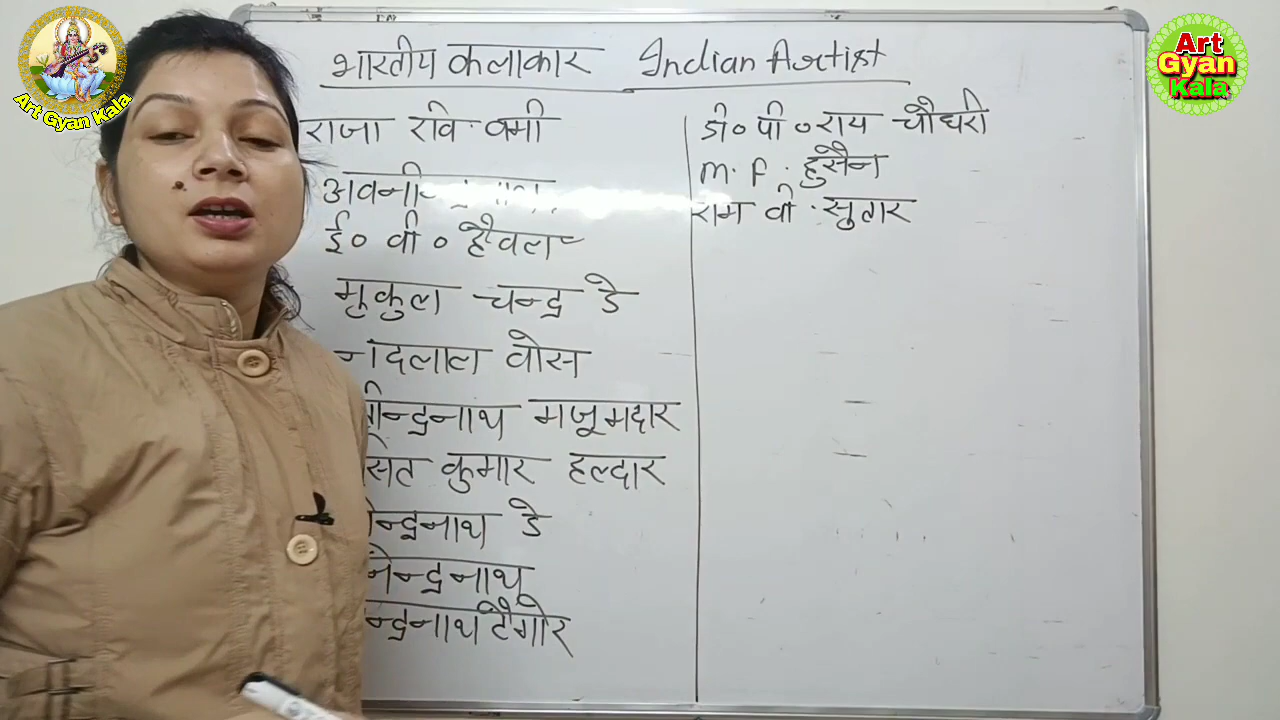 Art Gyan Kala
Art
Gyan
Kala
भारतीय कलाकार Indian Artist
राजा रवि वर्मा
ई० वी० हैवल
मुकुल चन्द्र डे
नंदलाल वोस
मजूमदार
कुमार हल्दार
डे
टैगोर
डी० पी० राय चौधरी
M. F. हुसैन
राम वी. सुतार